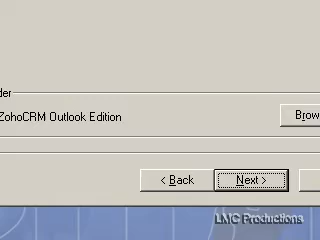 der
ZohoCRM Outlook Edition
Brow
< Back
Next >
LMC Productions